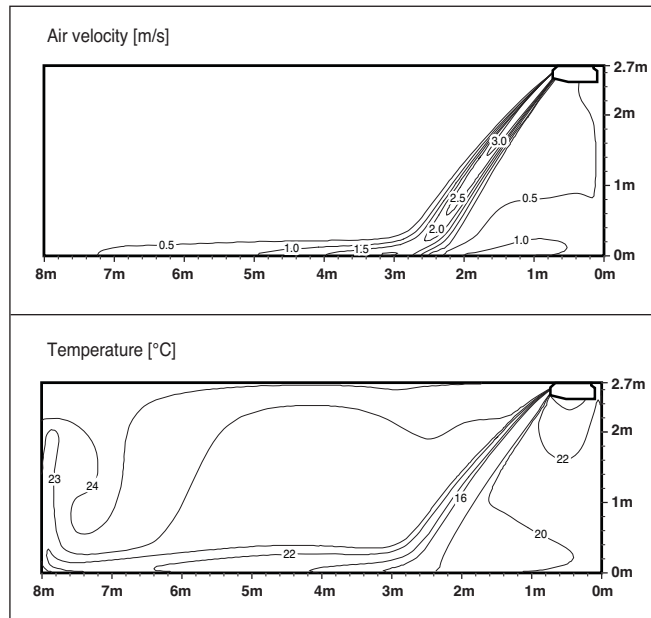 Air velocity [m/s]
2.7m
2m
3.0
2.5
0.5
1m
2.0
0.5
1.0
1.5
1.0
0m
8m 7m 6m 5m 4m 3m 2m 1m 0m
Temperature [°C]
2.7m
2m
22
23
24
16
1m
20
22
0m
8m 7m 6m 5m 4m 3m 2m 1m 0m